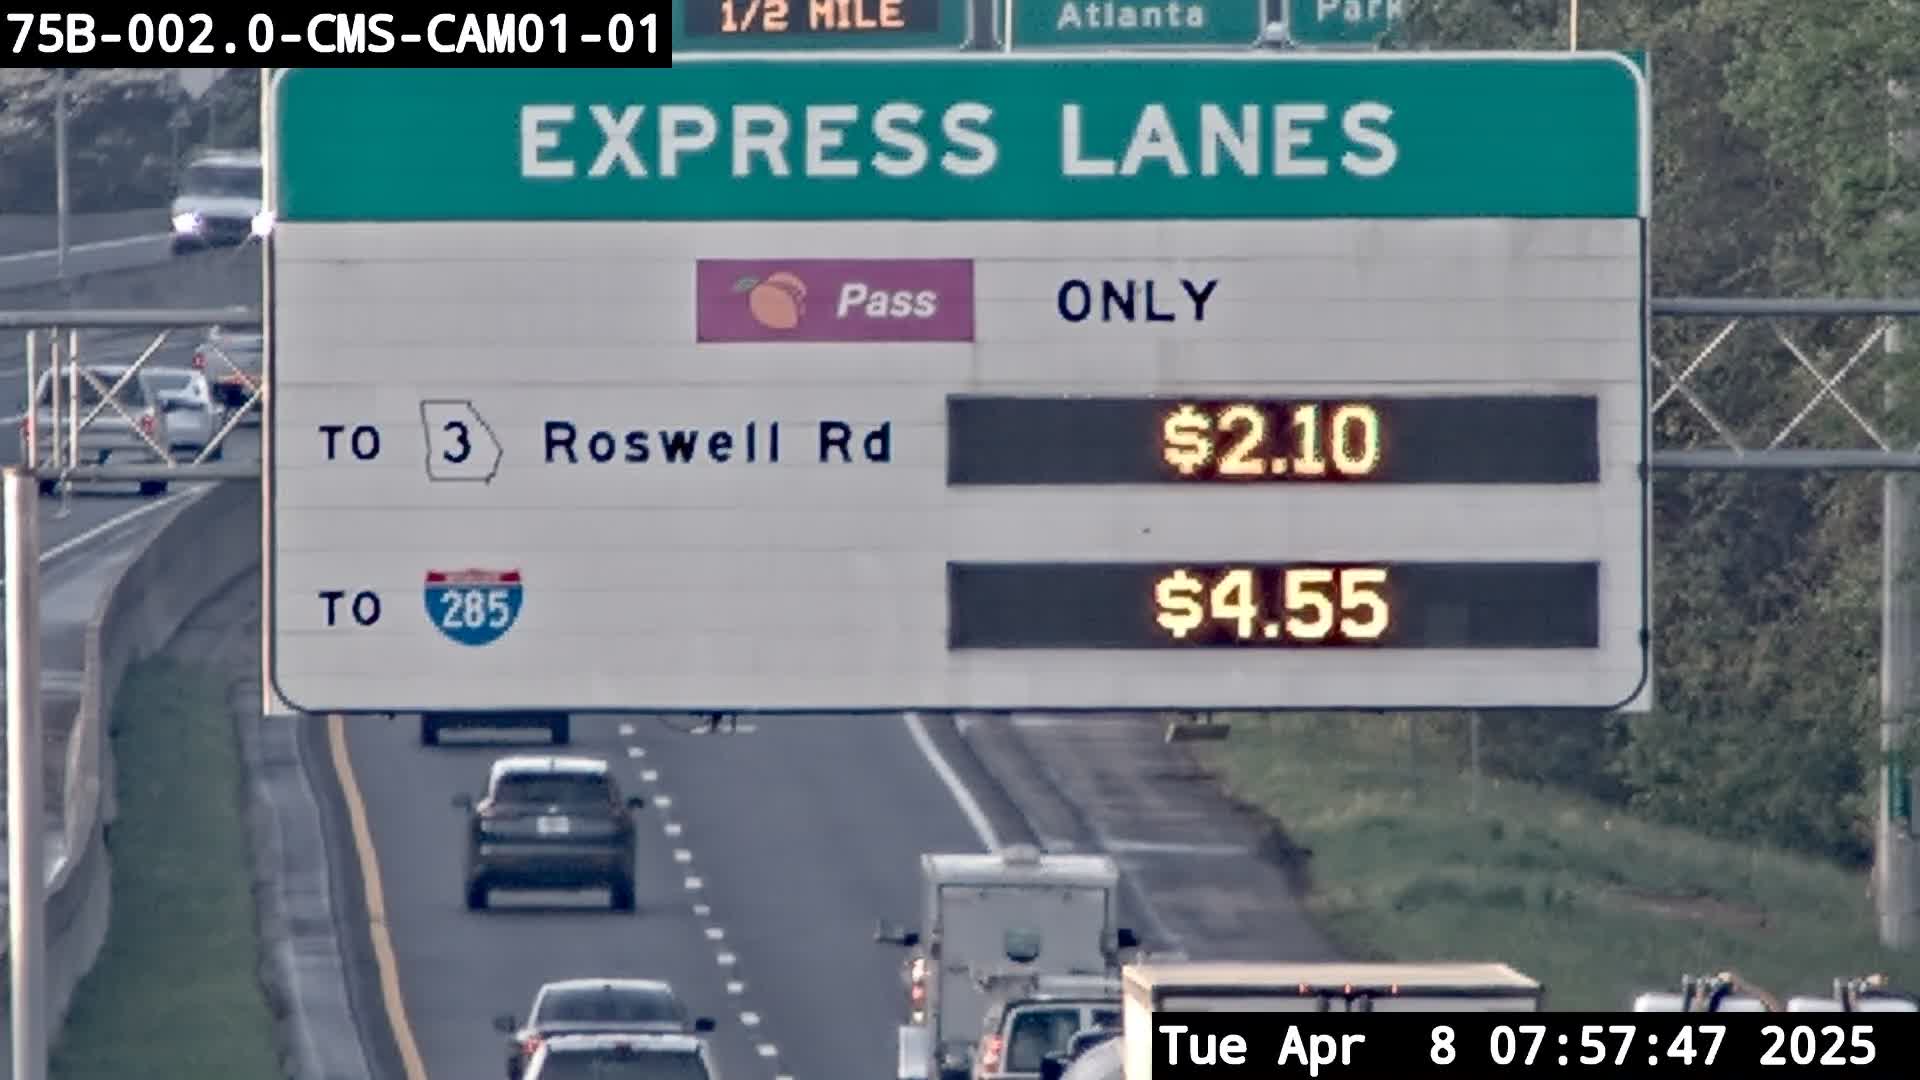 75B-002.0-CMS-CAM01-01
1/2 MILE
Atlanta
Park
EXPRESS LANES
Pass ONLY
TO 3 Roswell Rd $2.10
TO 285 $4.55
Tue Apr 8 07:57:47 2025